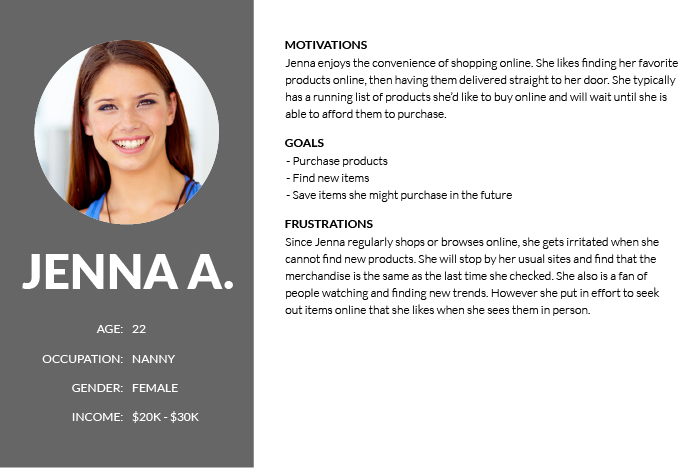 JENNA A.
AGE: 22
OCCUPATION: NANNY
GENDER: FEMALE
INCOME: $20K - $30K
MOTIVATIONS
Jenna enjoys the convenience of shopping online. She likes finding her favorite
products online, then having them delivered straight to her door. She typically
has a running list of products she'd like to buy online and will wait until she is
able to afford them to purchase.
GOALS
- Purchase products
- Find new items
- Save items she might purchase in the future
FRUSTRATIONS
Since Jenna regularly shops or browses online, she gets irritated when she
cannot find new products. She will stop by her usual sites and find that the
merchandise is the same as the last time she checked. She also is a fan of
people watching and finding new trends. However she put in effort to seek
out items online that she likes when she sees them in person.